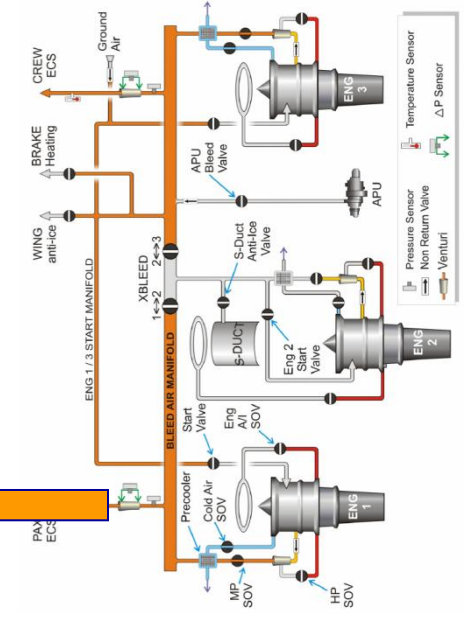 PAX
ECS
WING
anti-ice
BRAKE
Heating
CREW
ECS
Ground
Air
ENG 1 / 3 START MANIFOLD
XBLEED
1<->2
2<->3
BLEED AIR MANIFOLD
Precooler
Cold Air
SOV
Start
Valve
Eng
A/I
SOV
MP
SOV
HP
SOV
ENG
1
S-DUCT
S-Duct
Anti-Ice
Valve
Eng 2
Start
Valve
ENG
2
APU
Bleed
Valve
APU
ENG
3
Pressure Sensor
Non Return Valve
Venturi
Temperature Sensor
△P Sensor